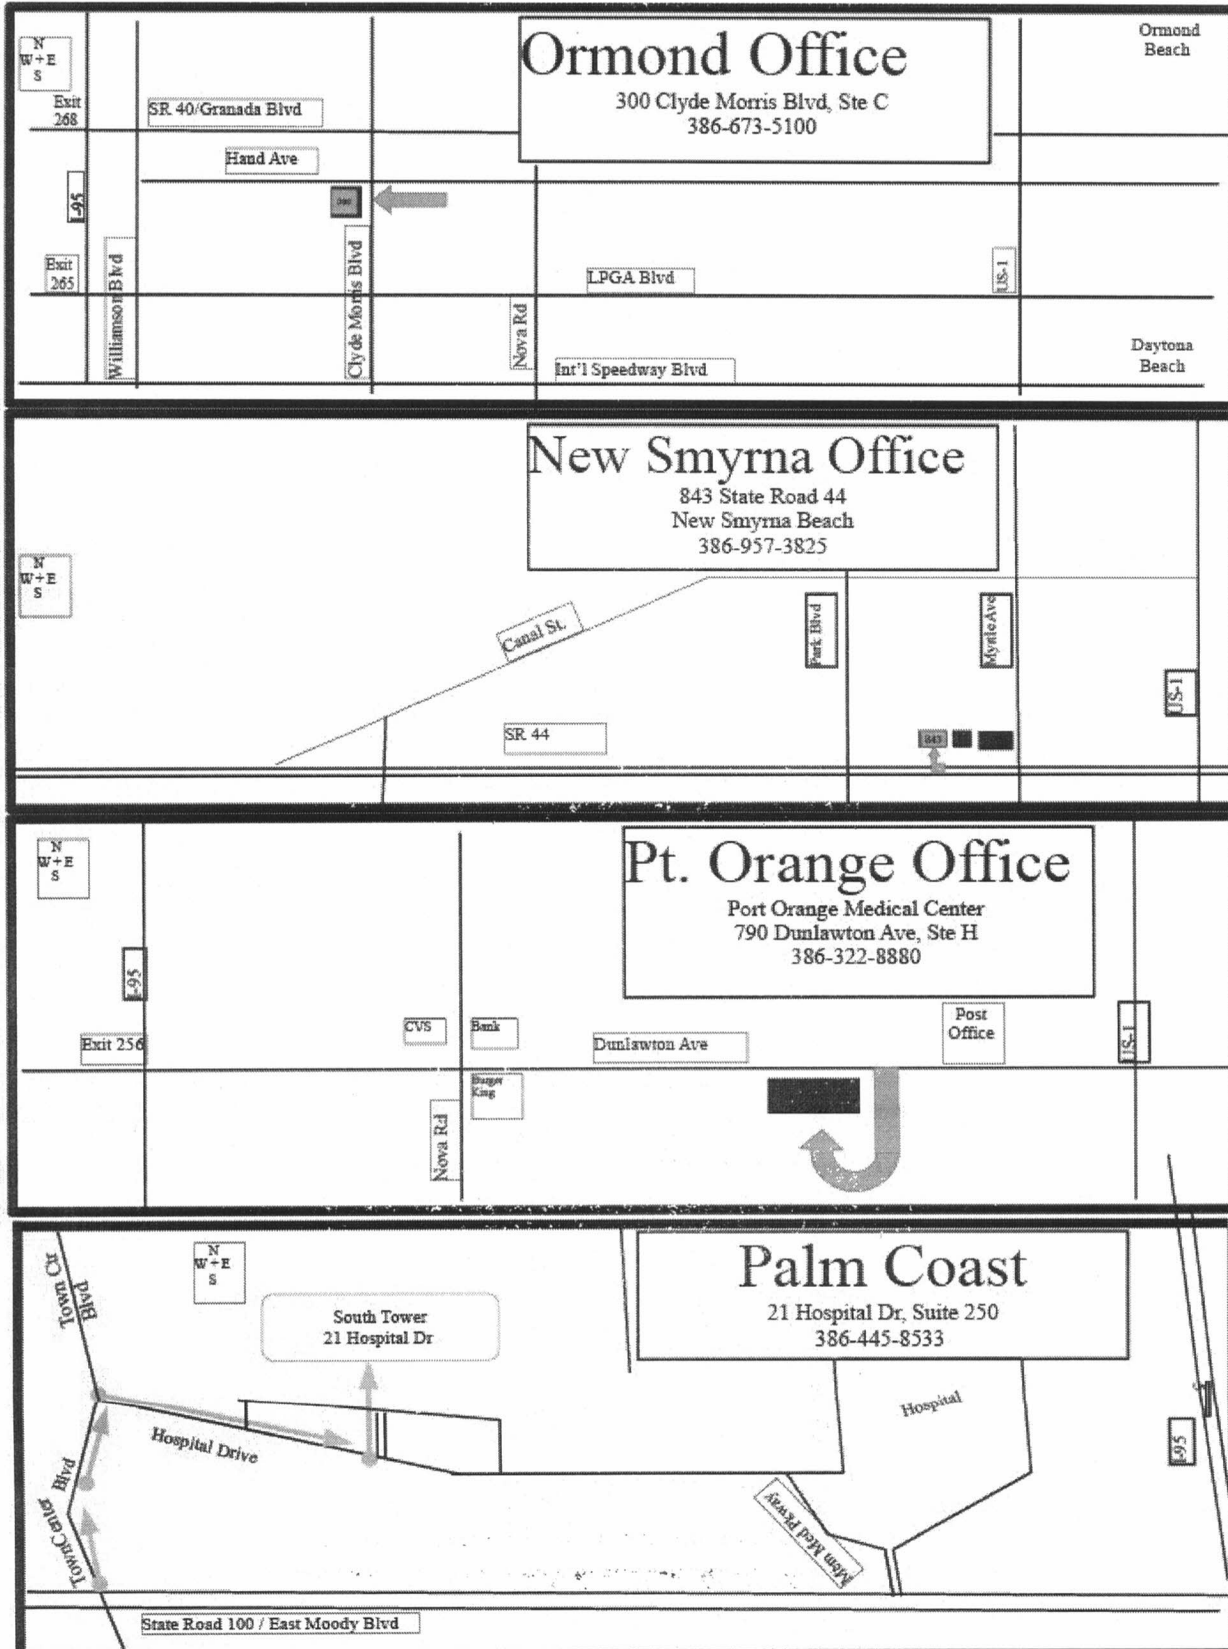 N
W+E
S
Exit
268
SR 40/Granada Blvd
Hand Ave
Ormond Office
300 Clyde Morris Blvd, Ste C
386-673-5100
Ormond
Beach
I-95
300
Exit
265
Williamson Blvd
Clyde Morris Blvd
Nova Rd
LPGA Blvd
US-1
Int'l Speedway Blvd
Daytona
Beach
New Smyrna Office
843 State Road 44
New Smyrna Beach
386-957-3825
N
W+E
S
Canal St.
Park Blvd
Myrtle Ave
US-1
SR 44
843
N
W+E
S
Pt. Orange Office
Port Orange Medical Center
790 Dunlawton Ave, Ste H
386-322-8880
I-95
Exit 256
CVS
Bank
Dunlawton Ave
Post
Office
US-1
Burger
King
Nova Rd
Town Ctr
Blvd
N
W+E
S
South Tower
21 Hospital Dr
Palm Coast
21 Hospital Dr, Suite 250
386-445-8533
Hospital
I-95
Hospital Drive
TownCenter Blvd
Mem Med Pkway
State Road 100 / East Moody Blvd